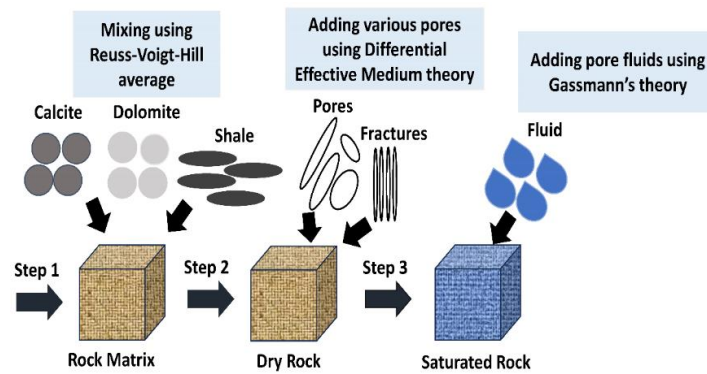 Mixing using
Reuss-Voigt-Hill
average
Adding various pores
using Differential
Effective Medium theory
Adding pore fluids using
Gassmann's theory
Calcite
Dolomite
Shale
Pores
Fractures
Fluid
Step 1
Step 2
Step 3
Rock Matrix
Dry Rock
Saturated Rock